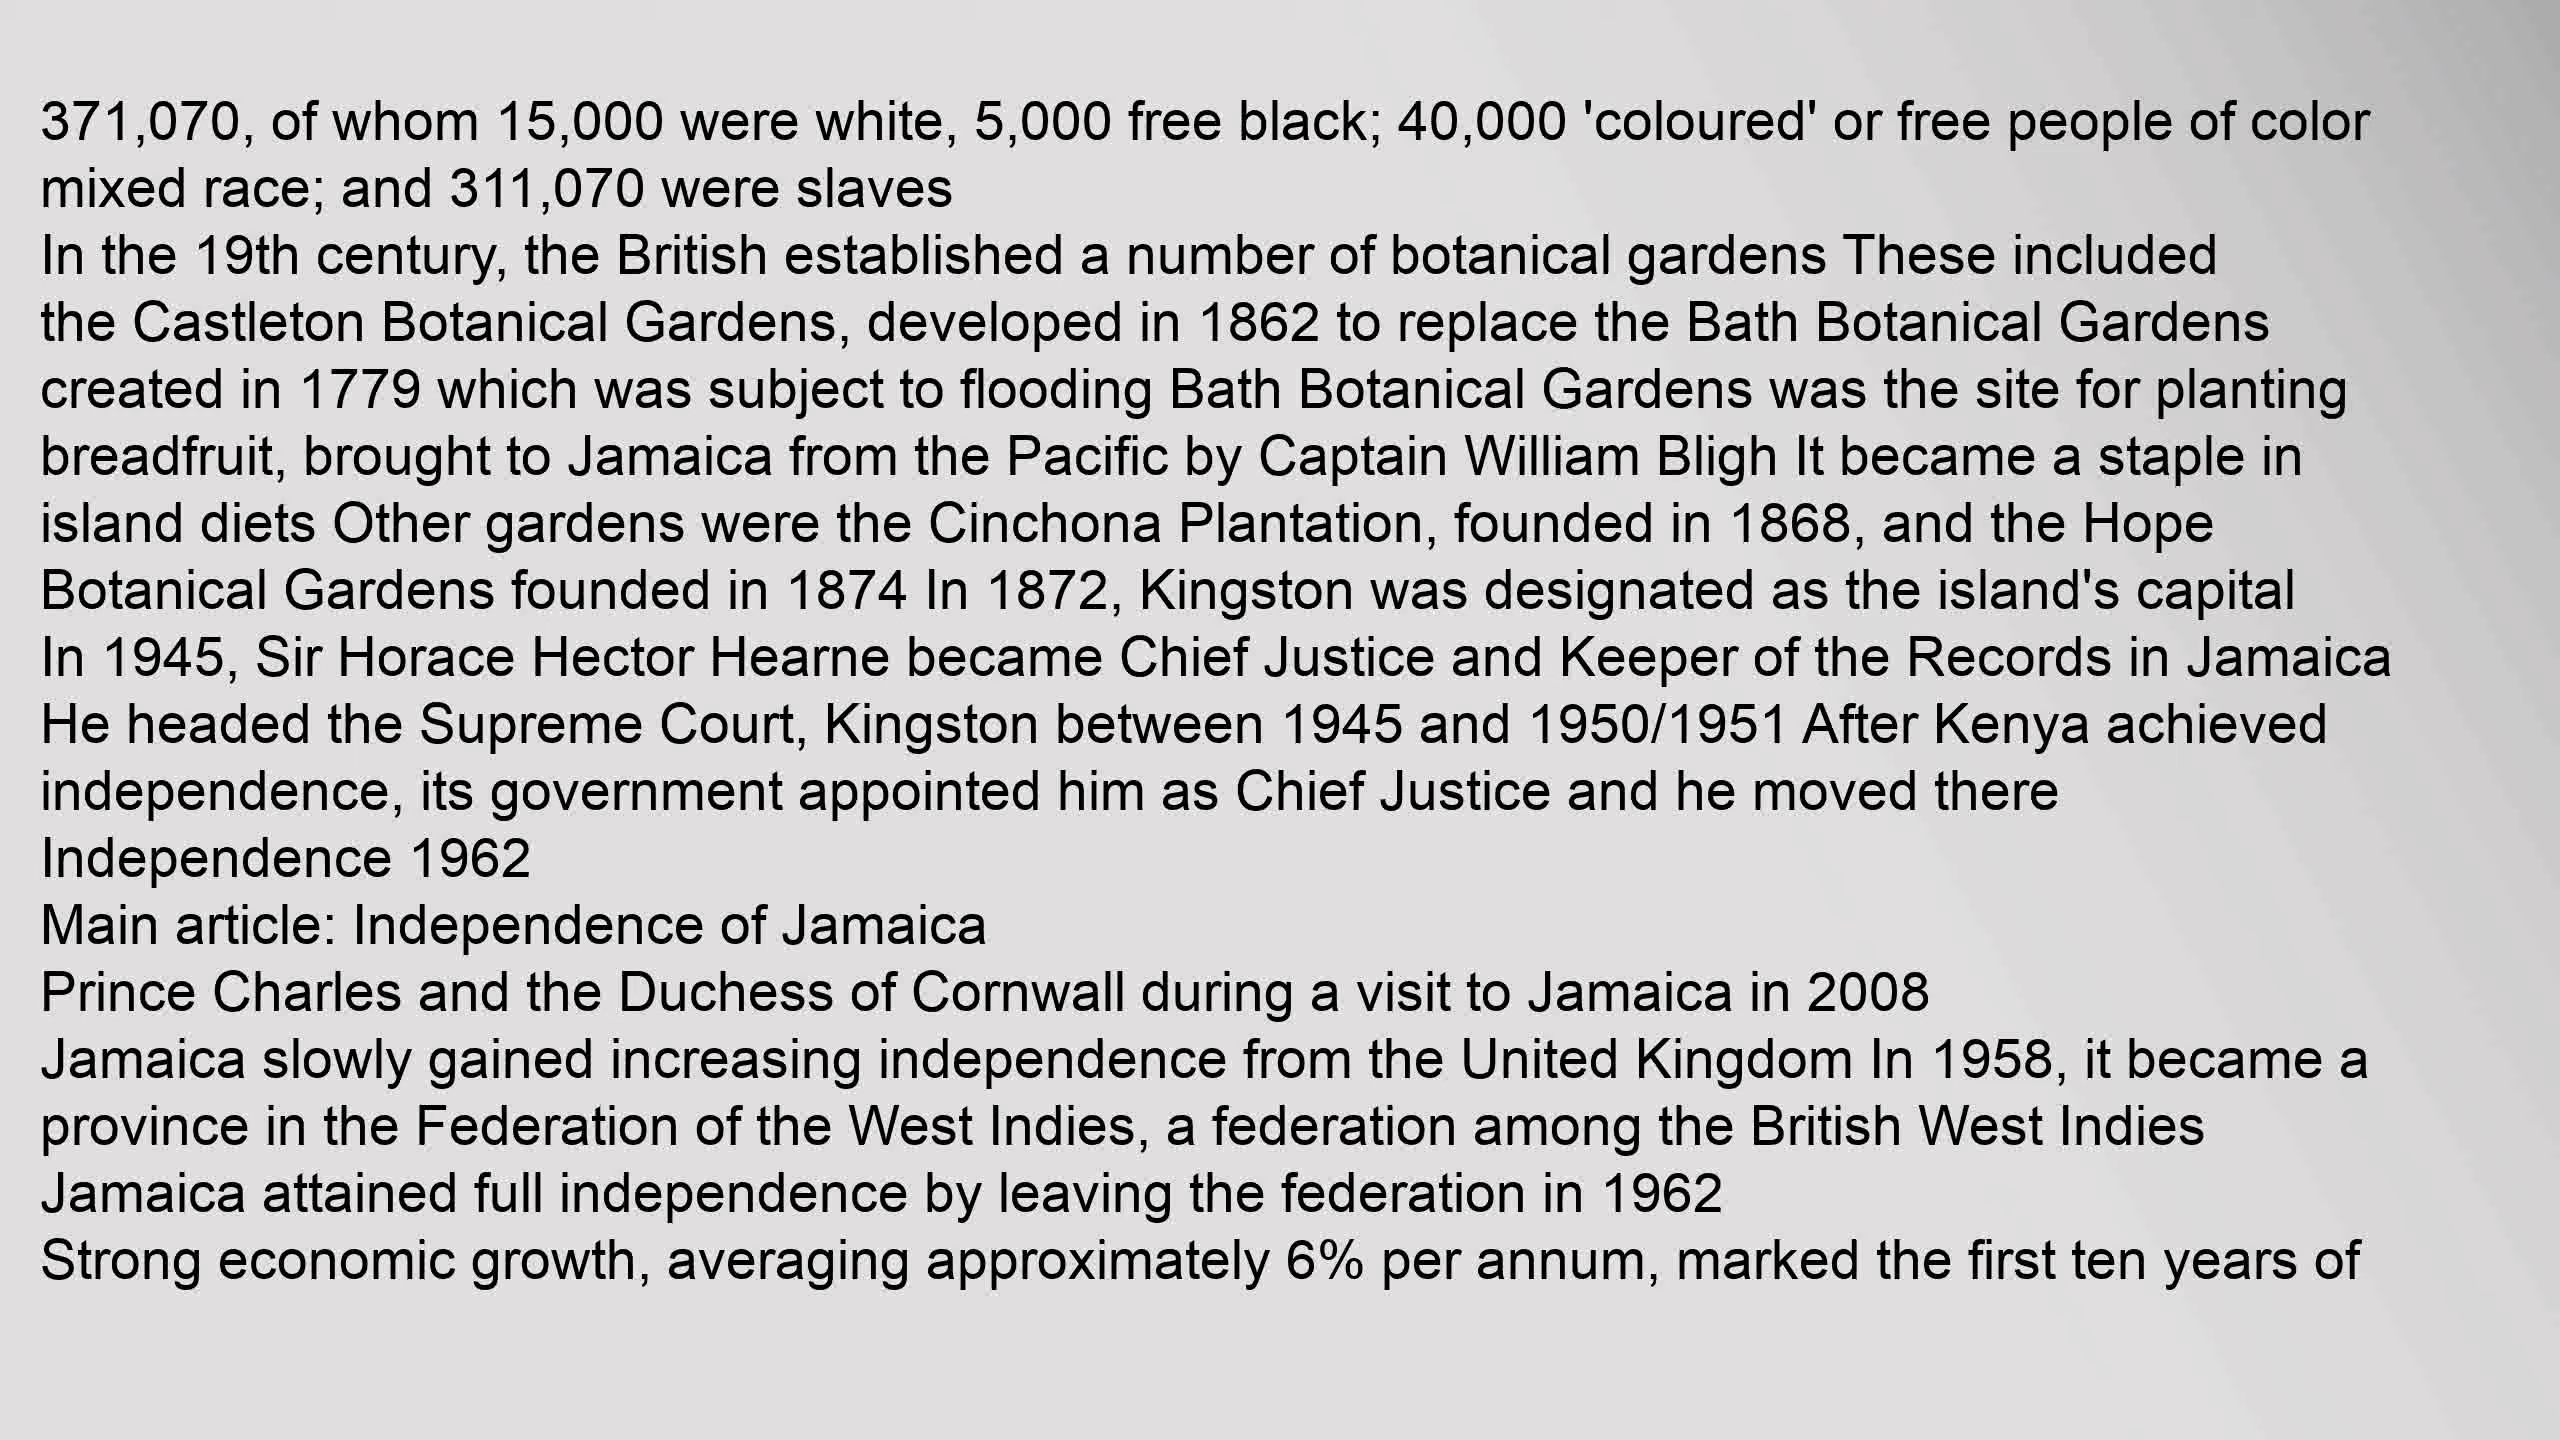 371,070, of whom 15,000 were white, 5,000 free black; 40,000 'coloured' or free people of color
mixed race; and 311,070 were slaves
In the 19th century, the British established a number of botanical gardens These included
the Castleton Botanical Gardens, developed in 1862 to replace the Bath Botanical Gardens
created in 1779 which was subject to flooding Bath Botanical Gardens was the site for planting
breadfruit, brought to Jamaica from the Pacific by Captain William Bligh It became a staple in
island diets Other gardens were the Cinchona Plantation, founded in 1868, and the Hope
Botanical Gardens founded in 1874 In 1872, Kingston was designated as the island's capital
In 1945, Sir Horace Hector Hearne became Chief Justice and Keeper of the Records in Jamaica
He headed the Supreme Court, Kingston between 1945 and 1950/1951 After Kenya achieved
independence, its government appointed him as Chief Justice and he moved there
Independence 1962
Main article: Independence of Jamaica
Prince Charles and the Duchess of Cornwall during a visit to Jamaica in 2008
Jamaica slowly gained increasing independence from the United Kingdom In 1958, it became a
province in the Federation of the West Indies, a federation among the British West Indies
Jamaica attained full independence by leaving the federation in 1962
Strong economic growth, averaging approximately 6% per annum, marked the first ten years of